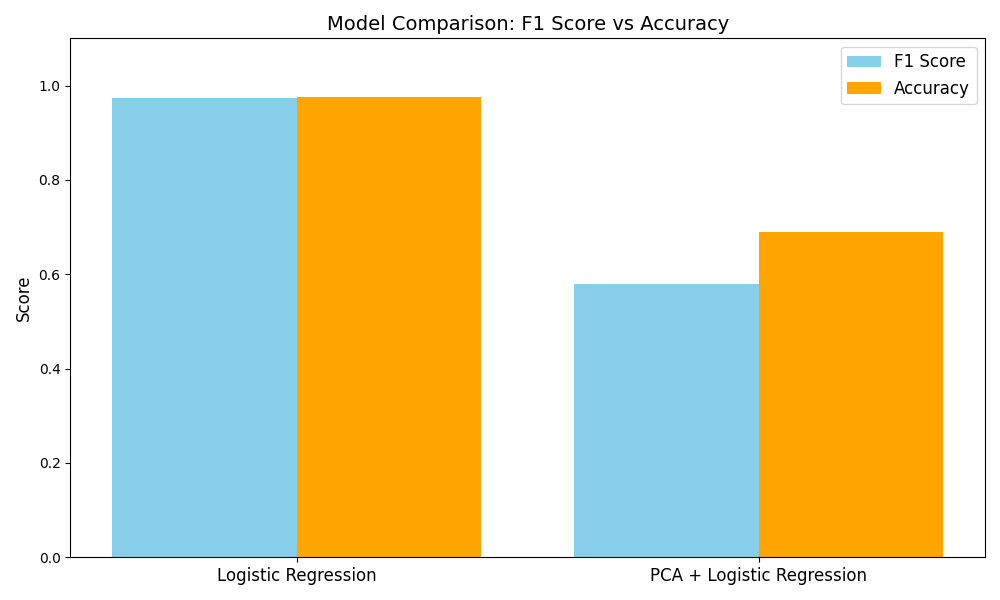 Model Comparison: F1 Score vs Accuracy
F1 Score
Accuracy
Score
1.0
0.8
0.6
0.4
0.2
0.0
Logistic Regression
PCA + Logistic Regression